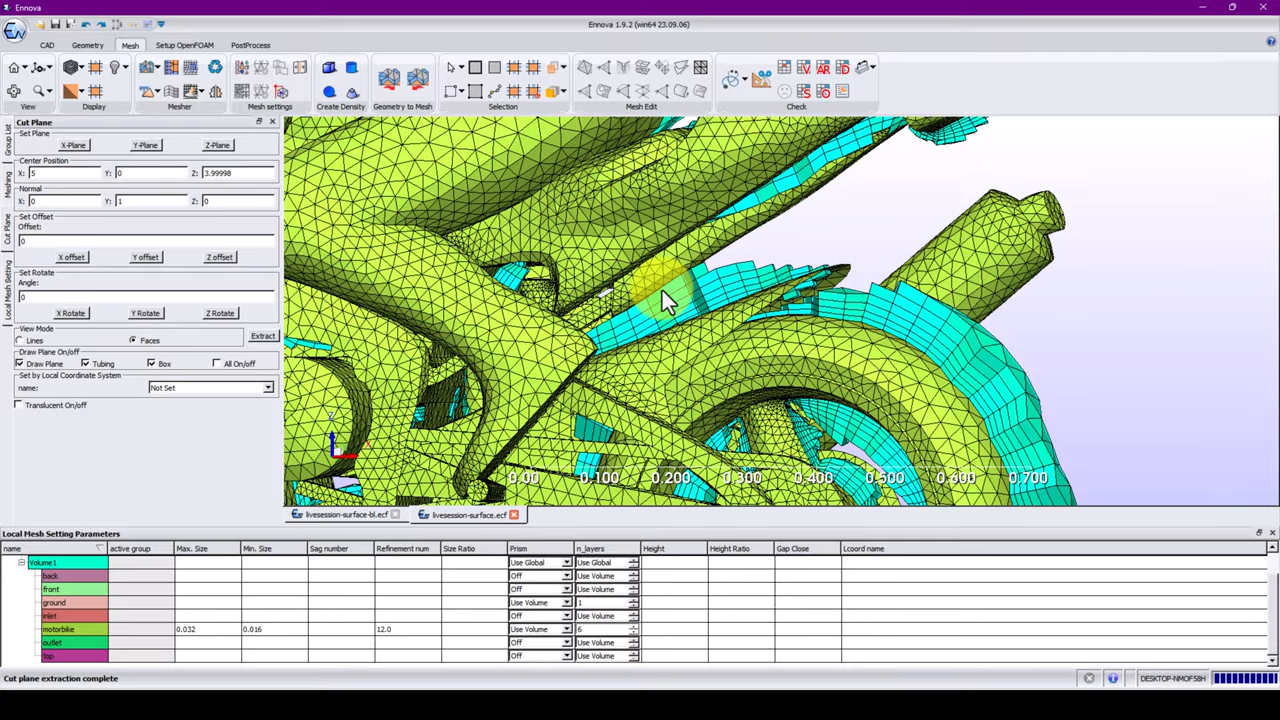 Ennova
Ennova 1.9.2 (win64 23.09.06)
CAD Geometry Mesh Setup OpenFOAM PostProcess
View Display Mesher Mesh settings Create Density Geometry to Mesh Selection Mesh Edit Check
Cut Plane
Set Plane
X-Plane Y-Plane Z-Plane
Center Position
X: 5 Y: 0 Z: 3.99998
Normal
X: 0 Y: 1 Z: 0
Set Offset
Offset:
0
X offset Y offset Z offset
Set Rotate
Angle:
0
X Rotate Y Rotate Z Rotate
View Mode
Lines Faces Extract
Draw Plane On/off
Draw Plane Tubing Box All On/off
Set by Local Coordinate System
name: Not Set
Translucent On/off
Group List
Meshing
Cut Plane
Local Mesh Setting
0.00 0.100 0.200 0.300 0.400 0.500 0.600 0.700
livesession-surface-bl.ecf livesession-surface.ecf
Local Mesh Setting Parameters
name active group Max. Size Min. Size Sag number Refinement num Size Ratio Prism n_layers Height Height Ratio Gap Close Lcoord name
Volume1 Use Global Use Global
back Off Use Volume
front Off Use Volume
ground Use Volume 1
inlet Off Use Volume
motorbike 0.032 0.016 12.0 Use Volume 6
outlet Off Use Volume
top Off Use Volume
Cut plane extraction complete DESKTOP-NMOF58H